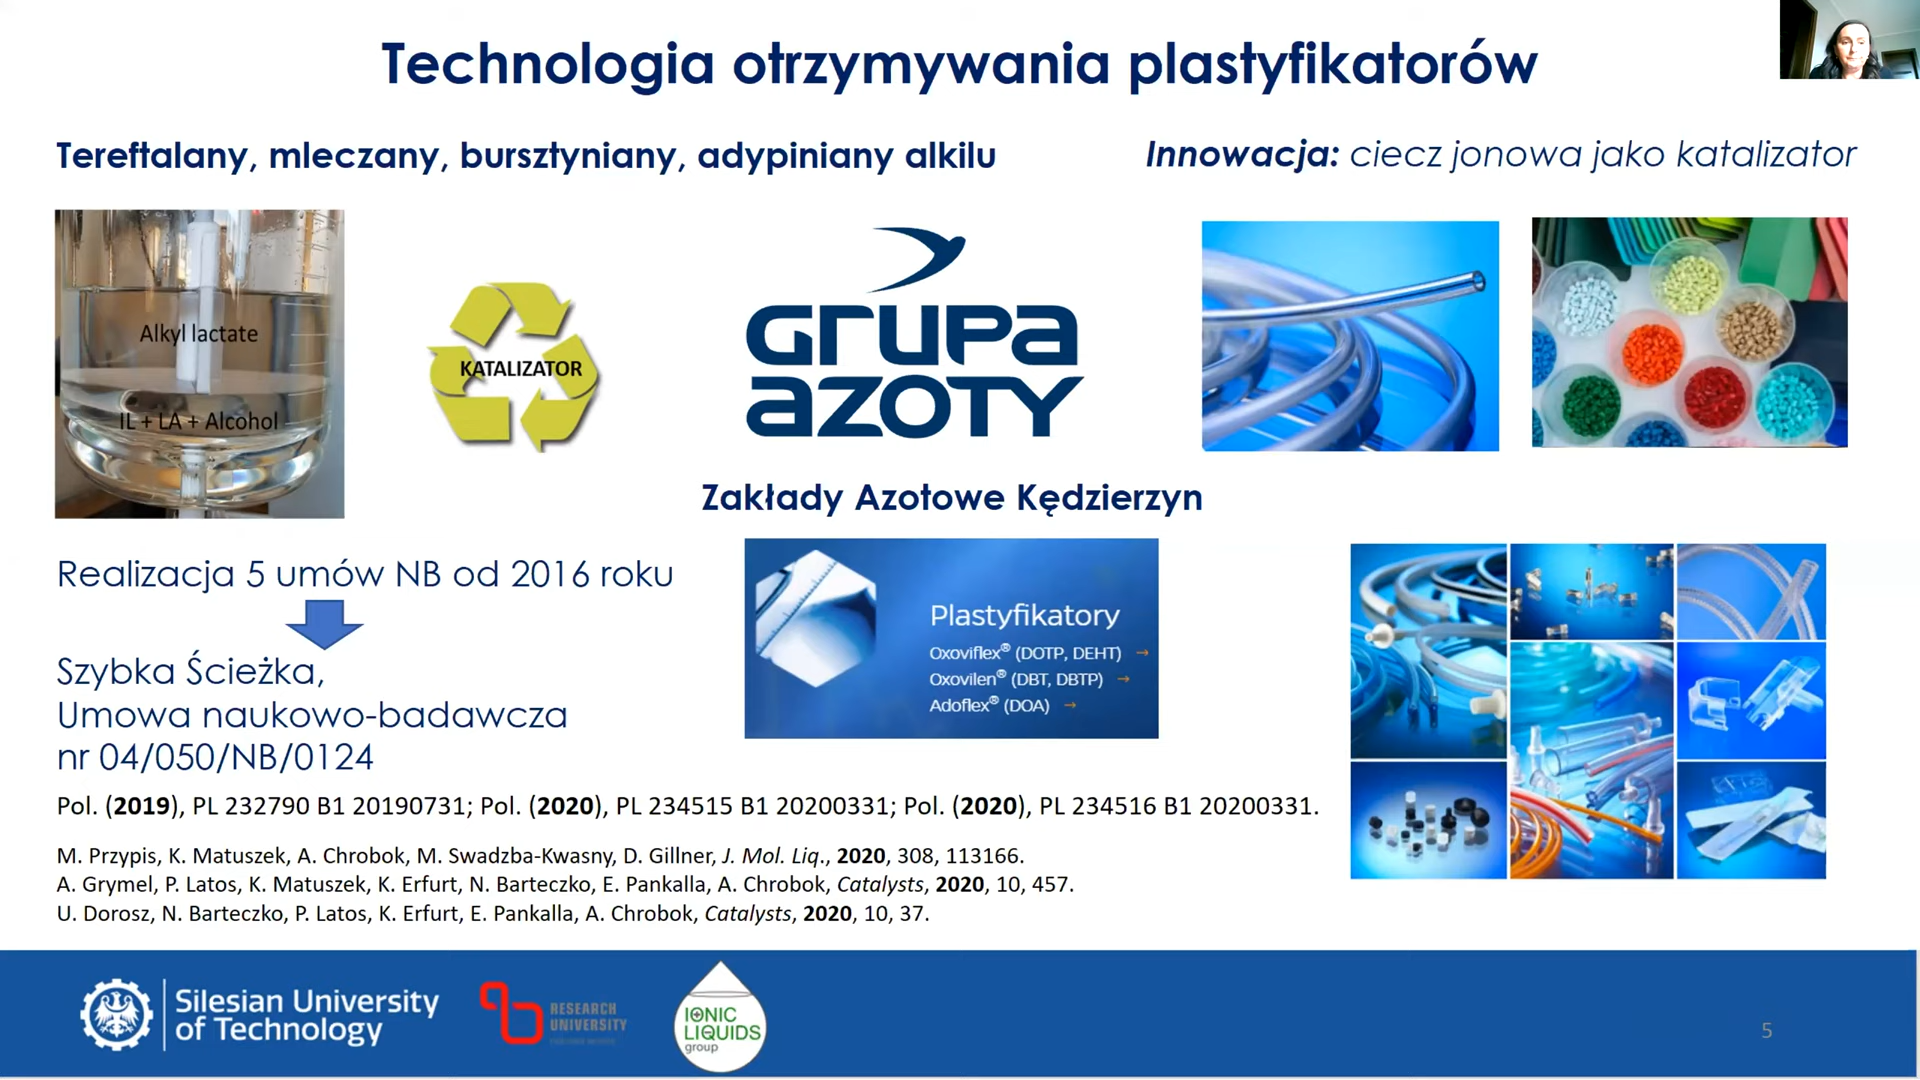 Technologia otrzymywania plastyfikatorów
Tereftalany, mleczany, bursztyniany, adypiniany alkilu
Innowacja: ciecz jonowa jako katalizator
Alkyl lactate
IL + LA + Alcohol
KATALIZATOR
GRUPA
AZOTY
Zakłady Azotowe Kędzierzyn
Realizacja 5 umów NB od 2016 roku
Szybka Ścieżka,
Umowa naukowo-badawcza
nr 04/050/NB/0124
Plastyfikatory
Oxoviflex® (DOTP, DEHT) →
Oxovilen® (DBT, DBTP) →
Adoflex® (DOA) →
Pol. (2019), PL 232790 B1 20190731; Pol. (2020), PL 234515 B1 20200331; Pol. (2020), PL 234516 B1 20200331.
M. Przypis, K. Matuszek, A. Chrobok, M. Swadzba-Kwasny, D. Gillner, J. Mol. Liq., 2020, 308, 113166.
A. Grymel, P. Latos, K. Matuszek, K. Erfurt, N. Barteczko, E. Pankalla, A. Chrobok, Catalysts, 2020, 10, 457.
U. Dorosz, N. Barteczko, P. Latos, K. Erfurt, E. Pankalla, A. Chrobok, Catalysts, 2020, 10, 37.
Silesian University
of Technology
RESEARCH
UNIVERSITY
IONIC
LIQUIDS
group
5